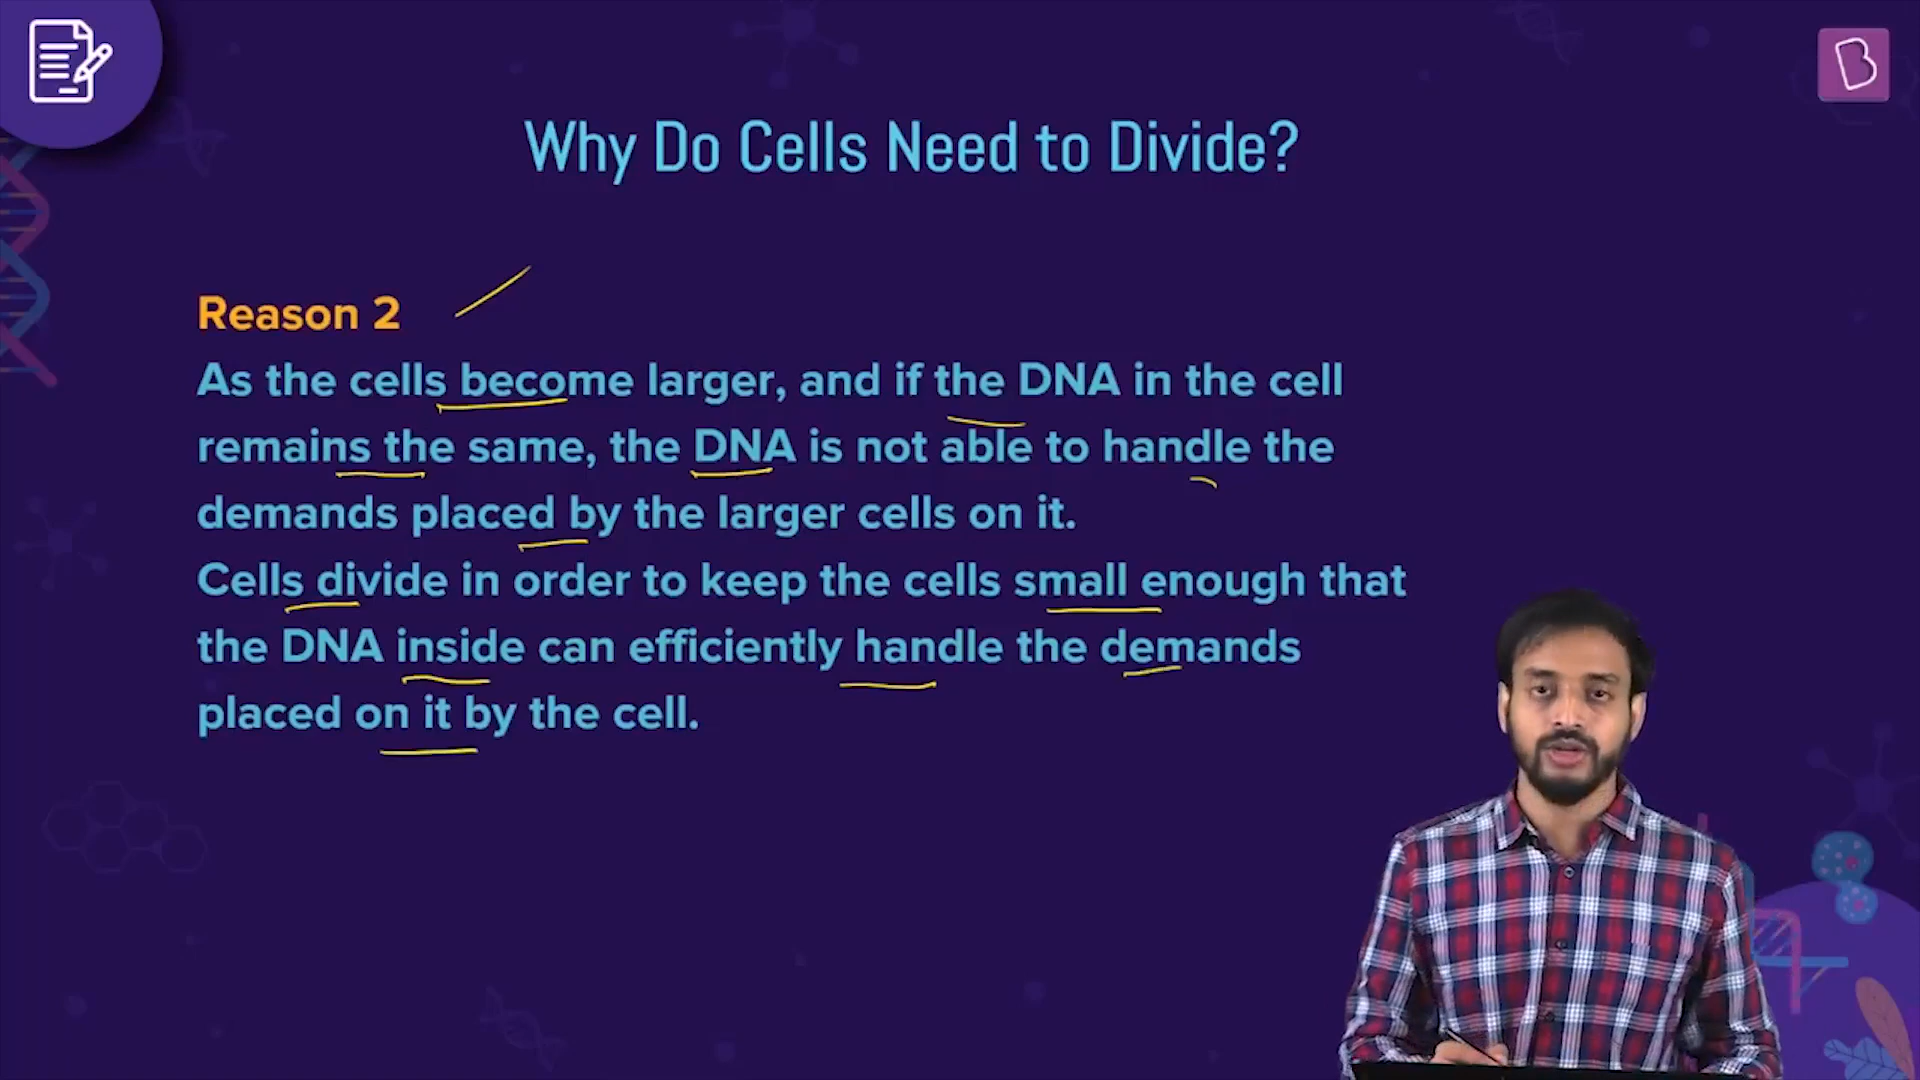 Why Do Cells Need to Divide?
Reason 2
As the cells become larger, and if the DNA in the cell
remains the same, the DNA is not able to handle the
demands placed by the larger cells on it.
Cells divide in order to keep the cells small enough that
the DNA inside can efficiently handle the demands
placed on it by the cell.
B